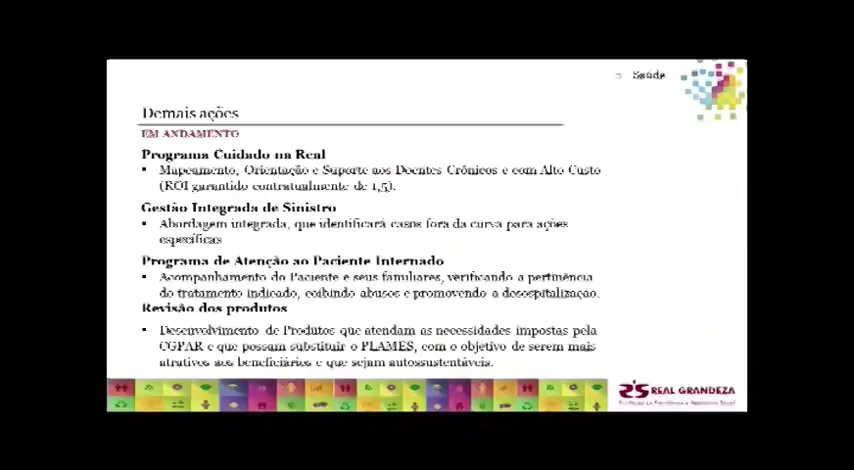 Saúde
Demais ações
EM ANDAMENTO
Programa Cuidado na Real
▪ Mapeamento, Orientação e Suporte aos Doentes Crônicos e com Alto Custo
(ROI garantido contratualmente de 1,5).
Gestão Integrada de Sinistro
▪ Abordagem integrada, que identificará casos fora da curva para ações
específicas
Programa de Atenção ao Paciente Internado
▪ Acompanhamento do Paciente e seus familiares, verificando a pertinência
do tratamento indicado, coibindo abusos e promovendo a desospitalização.
Revisão dos produtos
▪ Desenvolvimento de Produtos que atendam as necessidades impostas pela
CGPAR e que possam substituir o PLAMES, com o objetivo de serem mais
atrativos aos beneficiários e que sejam autossustentáveis.
REAL GRANDEZA